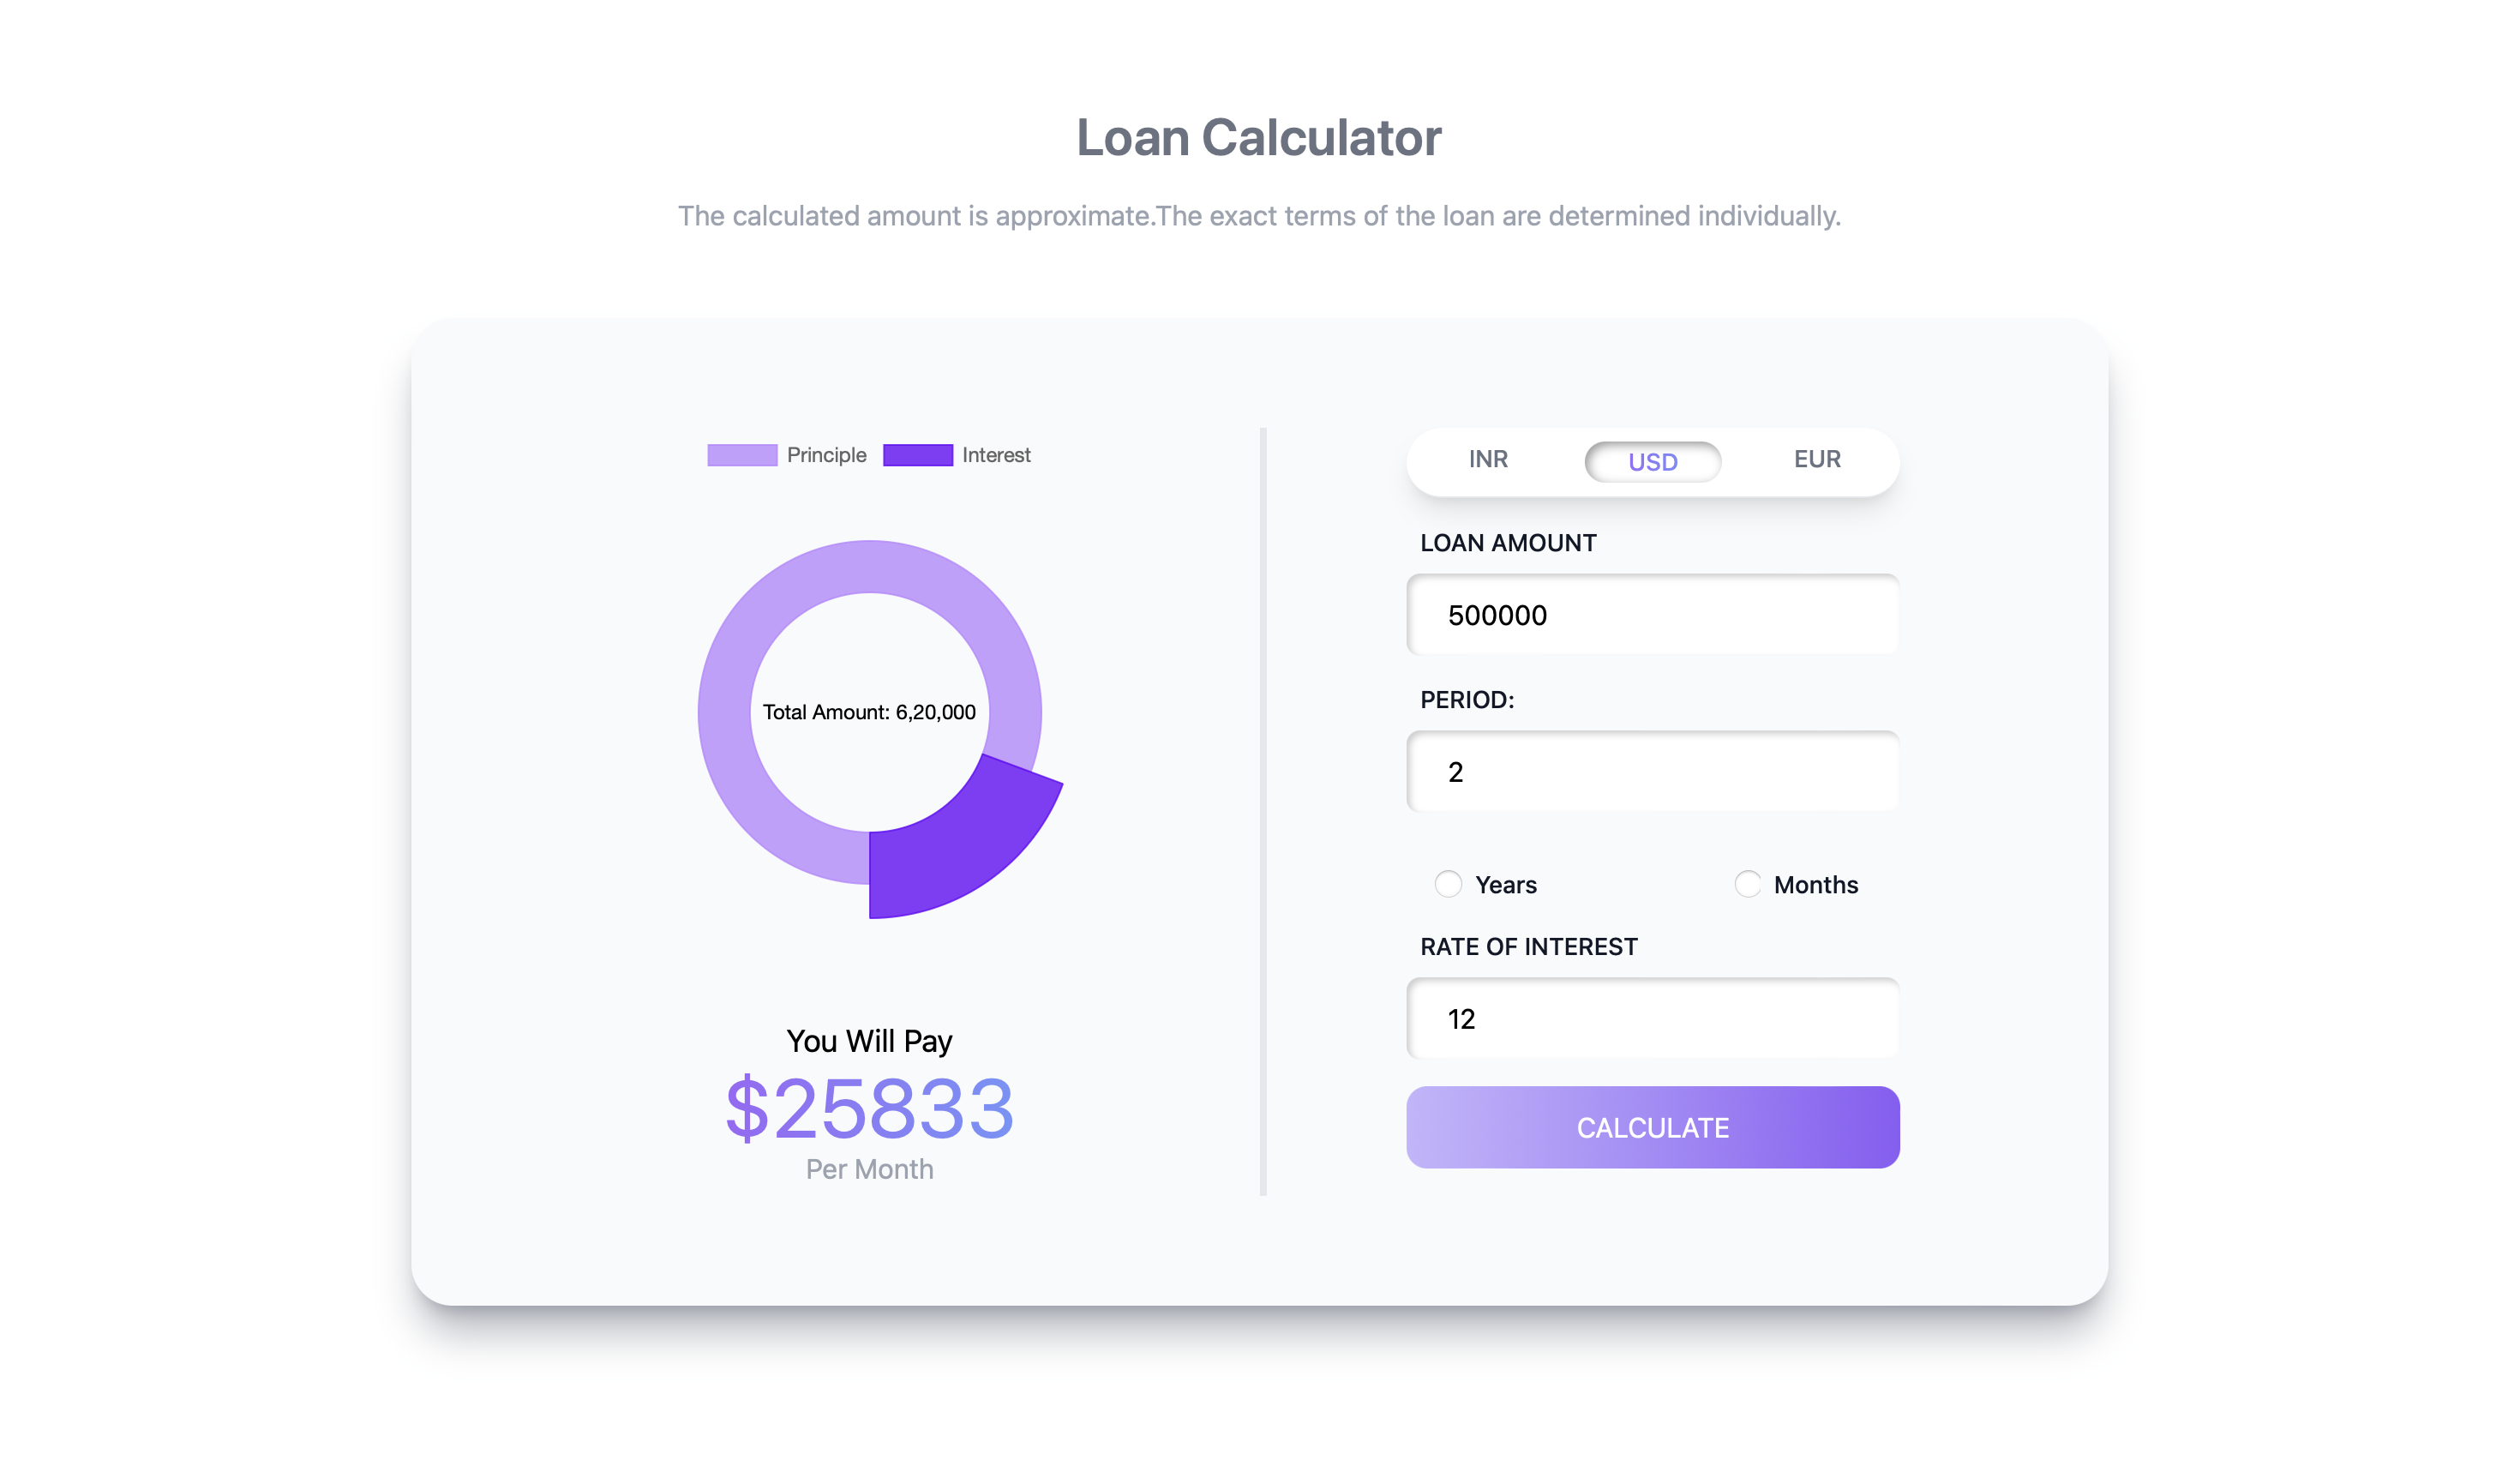 Loan Calculator
The calculated amount is approximate.The exact terms of the loan are determined individually.
Principle
Interest
Total Amount: 6,20,000
You Will Pay
$25833
Per Month
INR
USD
EUR
LOAN AMOUNT
500000
PERIOD:
2
Years
Months
RATE OF INTEREST
12
CALCULATE